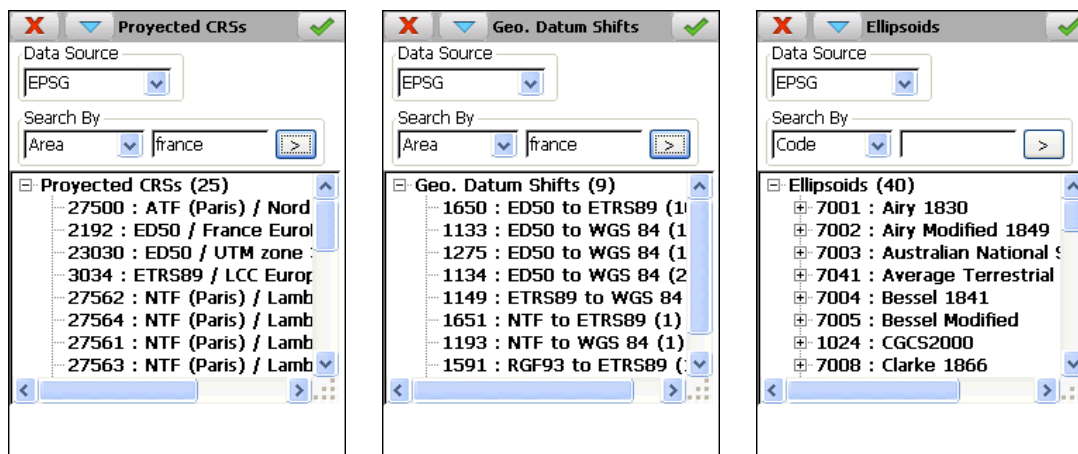 Proyected CRSs
Data Source
EPSG
Search By
Area
france
>
Proyected CRSs (25)
27500 : ATF (Paris) / Nord
2192 : ED50 / France
23030 : ED50 / UTM zone
3034 : ETRS89 / LCC Europ
27562 : NTF (Paris) / Lamb
27564 : NTF (Paris) / Lamb
27561 : NTF (Paris) / Lamb
27563 : NTF (Paris) / Lamb
Geo. Datum Shifts
Data Source
EPSG
Search By
Area
france
>
Geo. Datum Shifts (9)
1650 : ED50 to ETRS89
1133 : ED50 to WGS 84 (1
1275 : ED50 to WGS 84 (1
1134 : ED50 to WGS 84 (2
1149 : ETRS89 to WGS 84
1651 : NTF to ETRS89 (1)
1193 : NTF to WGS 84 (1)
1591 : RGF93 to ETRS89
Ellipsoids
Data Source
EPSG
Search By
Code
>
Ellipsoids (40)
7001 : Airy 1830
7002 : Airy Modified 1849
7003 : Australian National
7041 : Average Terrestrial
7004 : Bessel 1841
7005 : Bessel Modified
1024 : CGCS2000
7008 : Clarke 1866